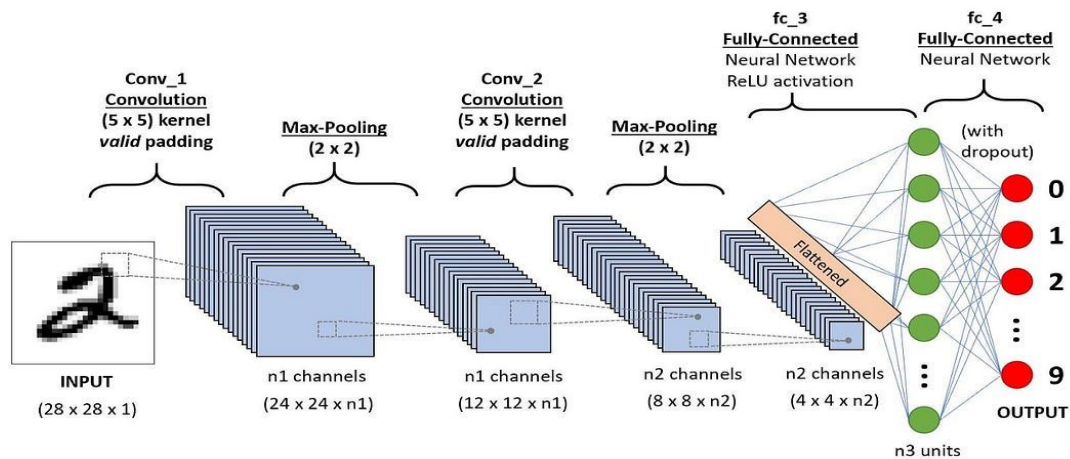 fc_3
Fully-Connected
Neural Network
ReLU activation
fc_4
Fully-Connected
Neural Network
Conv_1
Convolution
(5 x 5) kernel
valid padding
Max-Pooling
(2 x 2)
Conv_2
Convolution
(5 x 5) kernel
valid padding
Max-Pooling
(2 x 2)
(with
dropout)
Flattened
0
1
2
9
2
INPUT
(28 x 28 x 1)
n1 channels
(24 x 24 x n1)
n1 channels
(12 x 12 x n1)
n2 channels
(8 x 8 x n2)
n2 channels
(4 x 4 x n2)
OUTPUT
n3 units